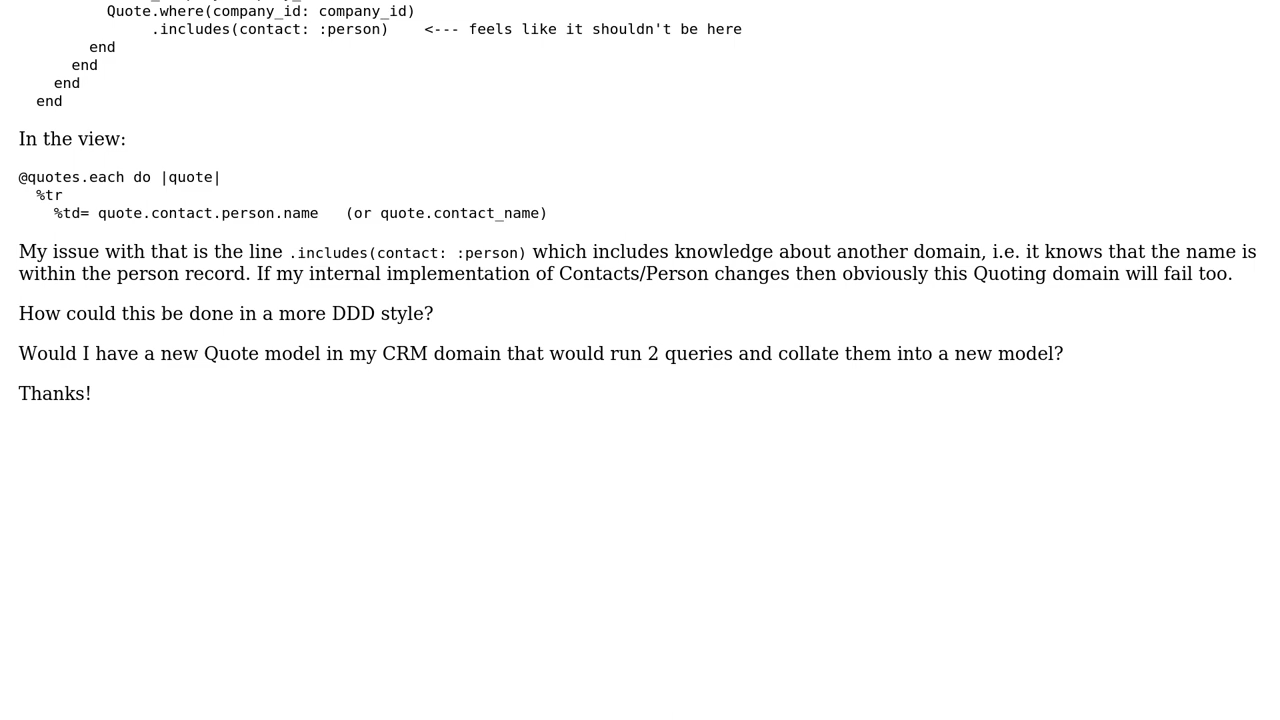 Quote.where(company_id: company_id)
.includes(contact: :person)    <--- feels like it shouldn't be here
end
end
end
end
In the view:
@quotes.each do |quote|
%tr
%td= quote.contact.person.name   (or quote.contact_name)
My issue with that is the line .includes(contact: :person) which includes knowledge about another domain, i.e. it knows that the name is
within the person record. If my internal implementation of Contacts/Person changes then obviously this Quoting domain will fail too.
How could this be done in a more DDD style?
Would I have a new Quote model in my CRM domain that would run 2 queries and collate them into a new model?
Thanks!